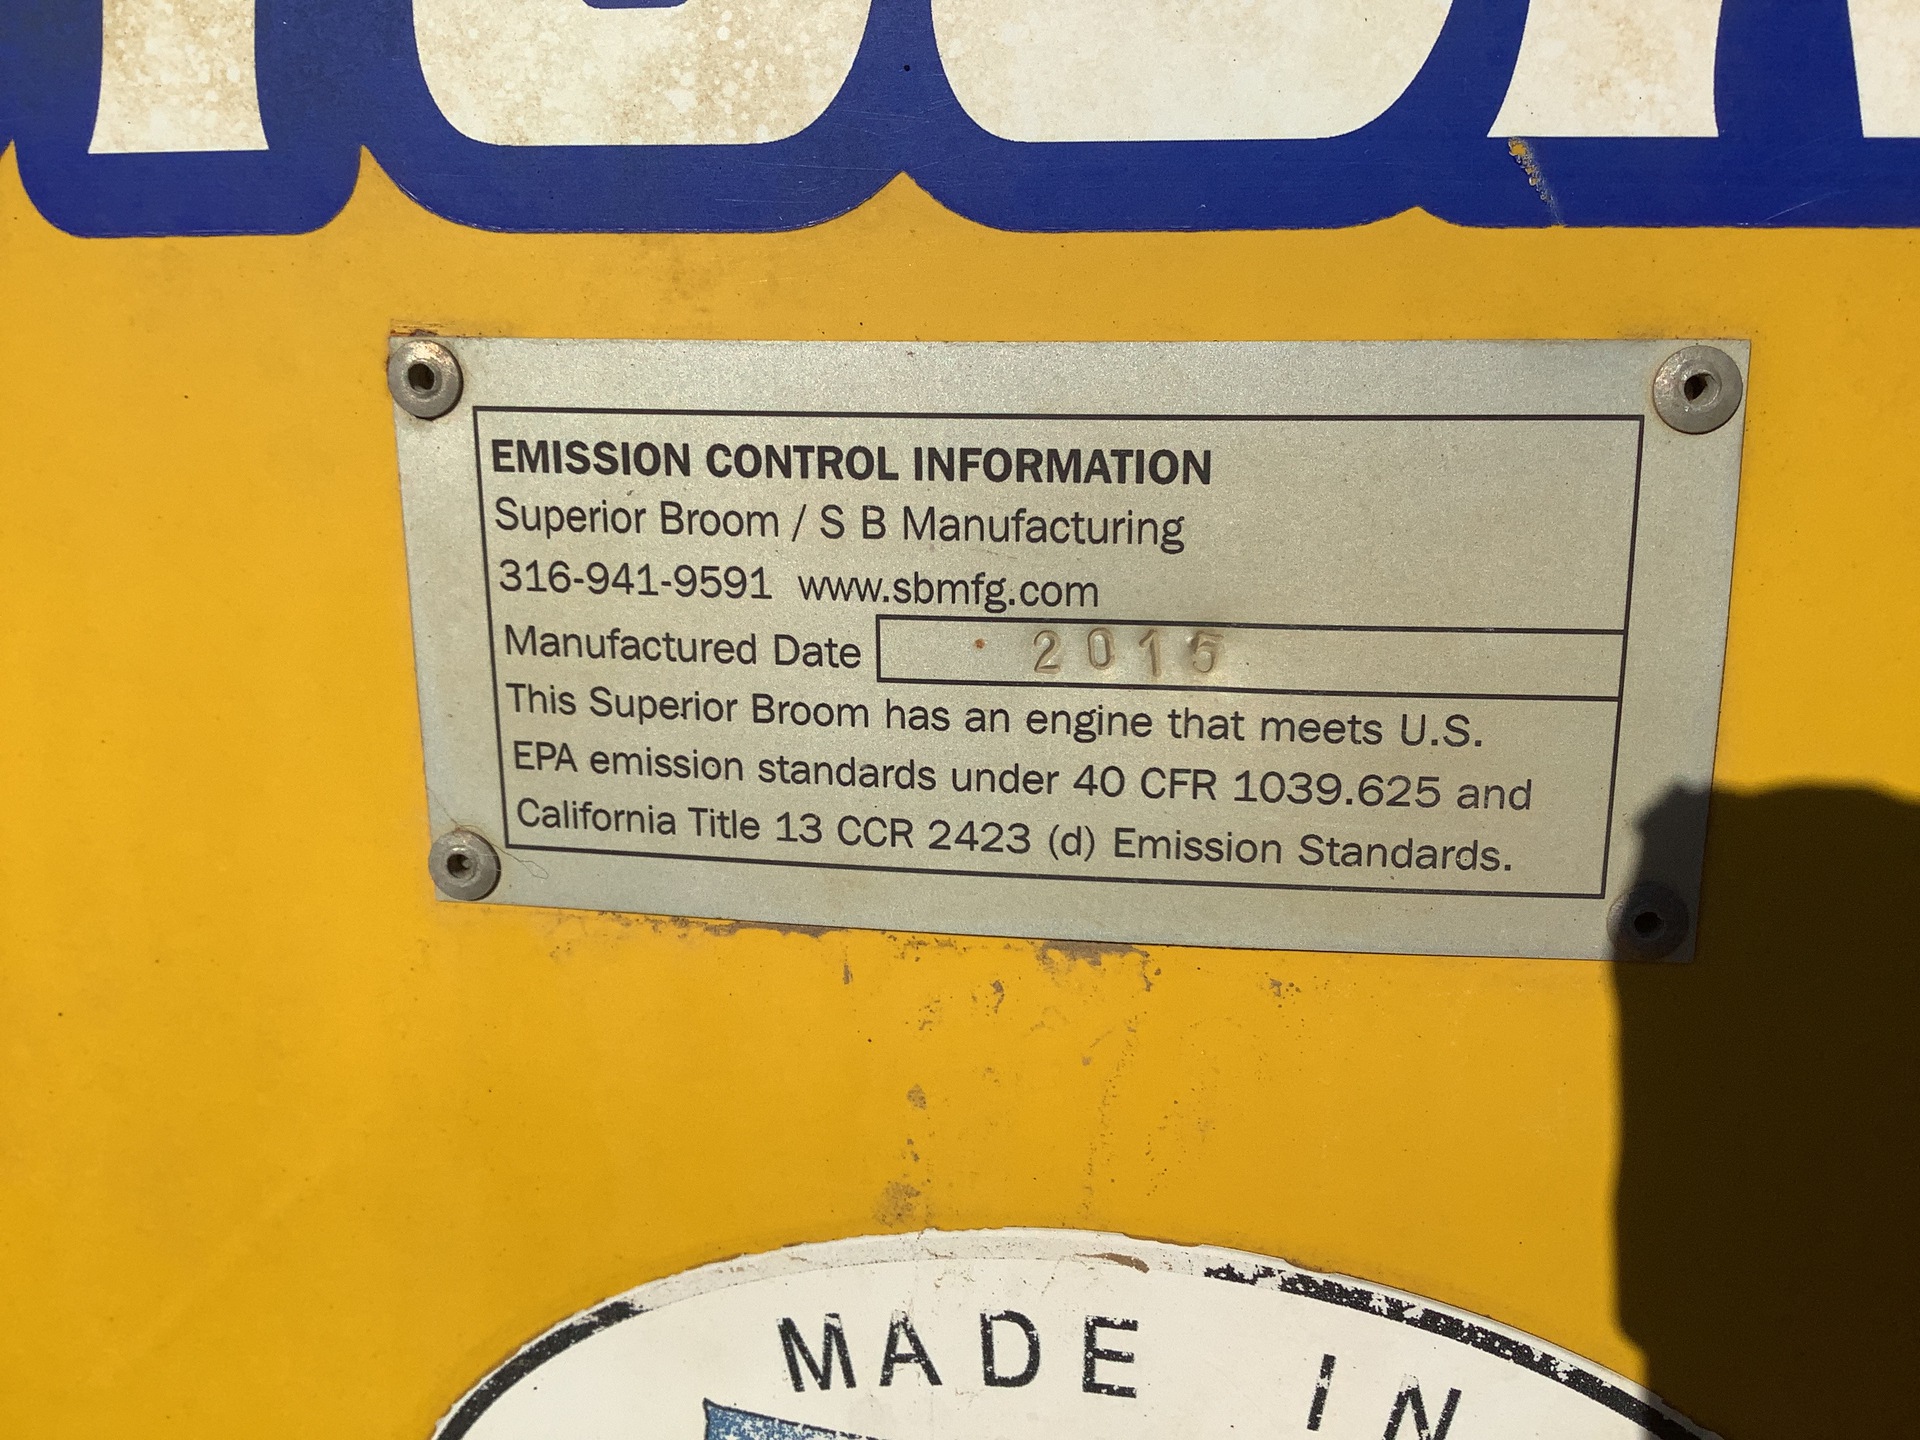 EMISSION CONTROL INFORMATION
Superior Broom / S B Manufacturing
316-941-9591 www.sbmfg.com
Manufactured Date 2015
This Superior Broom has an engine that meets U.S.
EPA emission standards under 40 CFR 1039.625 and
California Title 13 CCR 2423 (d) Emission Standards.
MADE IN